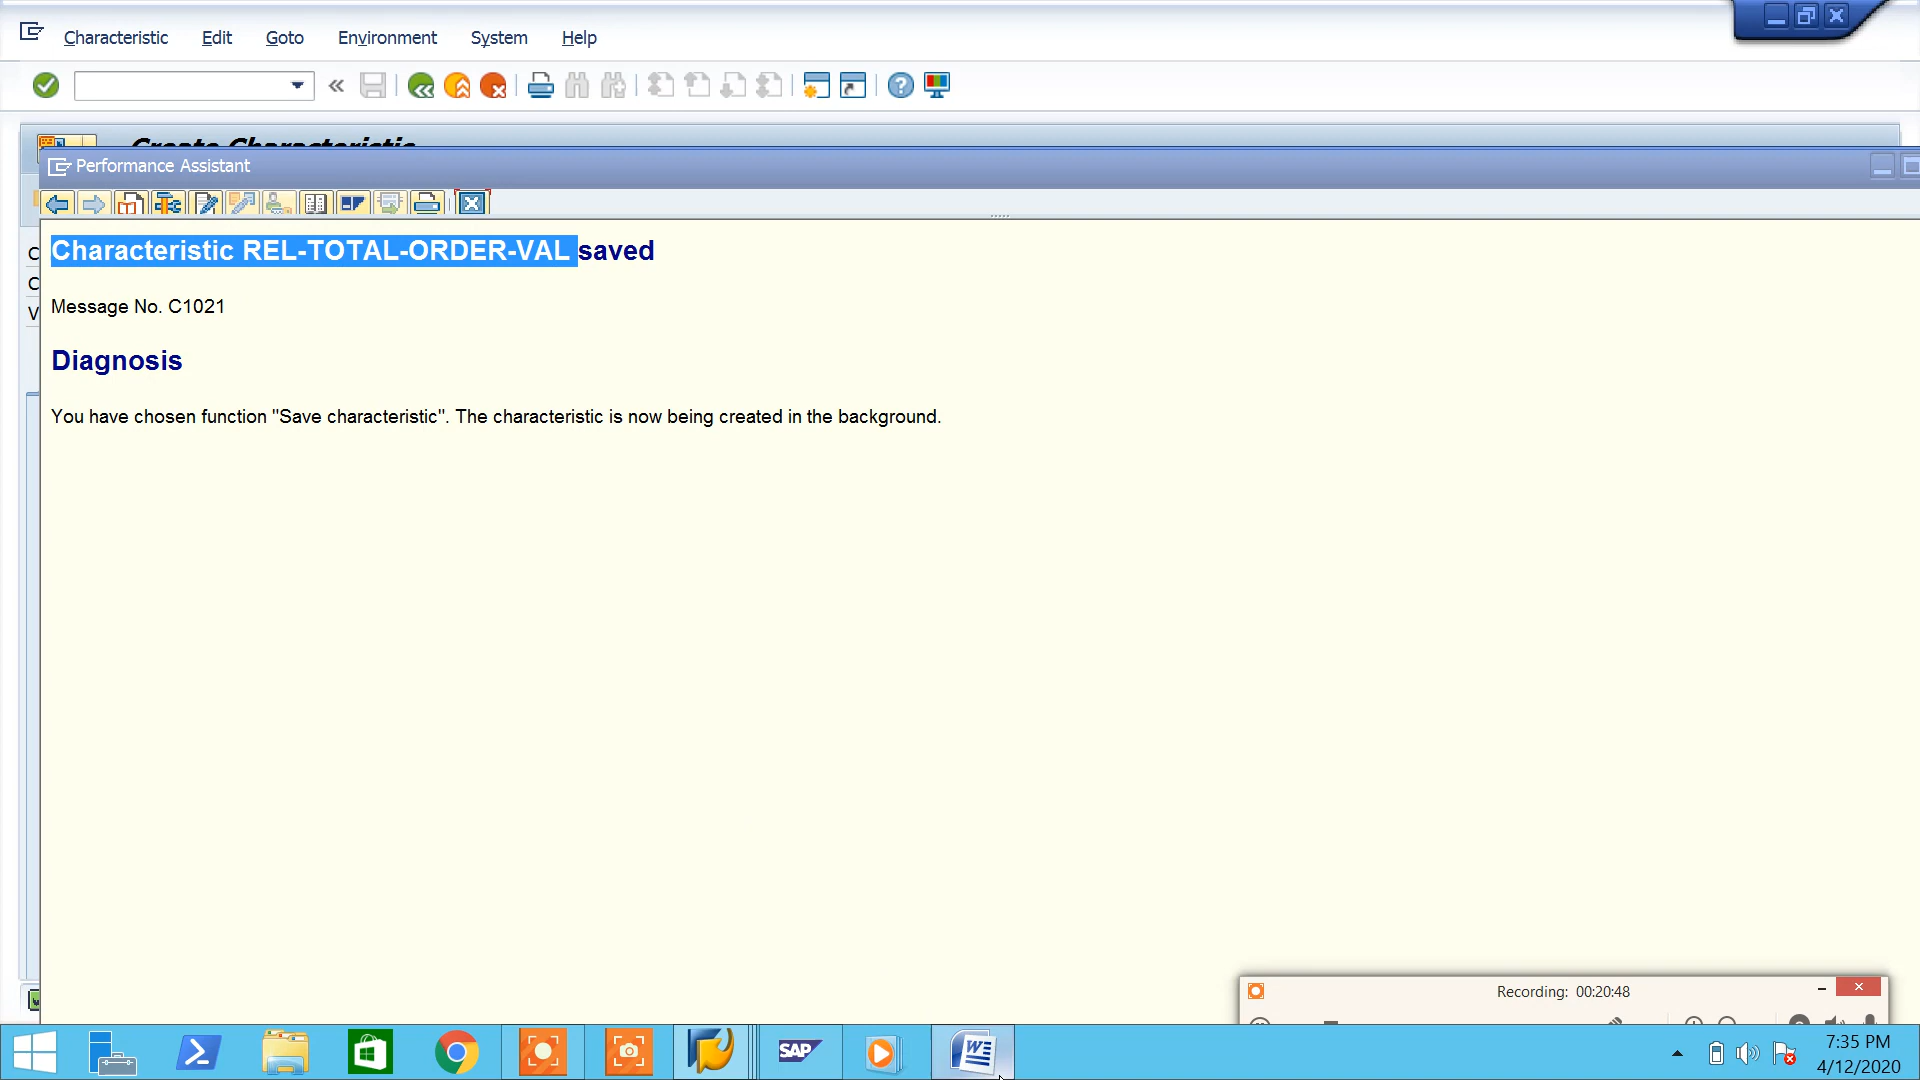 Characteristic Edit Goto Environment System Help
Create Characteristic
Performance Assistant
Characteristic REL-TOTAL-ORDER-VAL saved
C
Message No. C1021
C
V
Diagnosis
You have chosen function "Save characteristic". The characteristic is now being created in the background.
Recording: 00:20:48
SAP
7:35 PM
4/12/2020